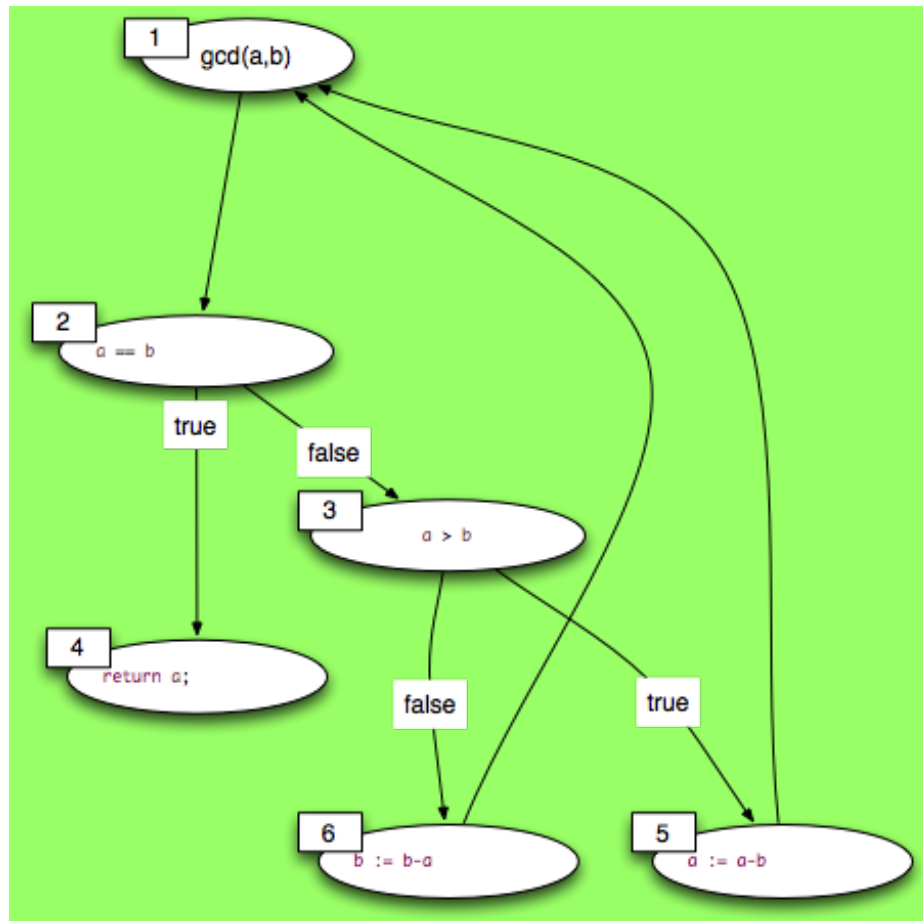 1
gcd(a,b)
2
a == b
true
false
3
a > b
4
return a;
false
true
6
b := b-a
5
a := a-b